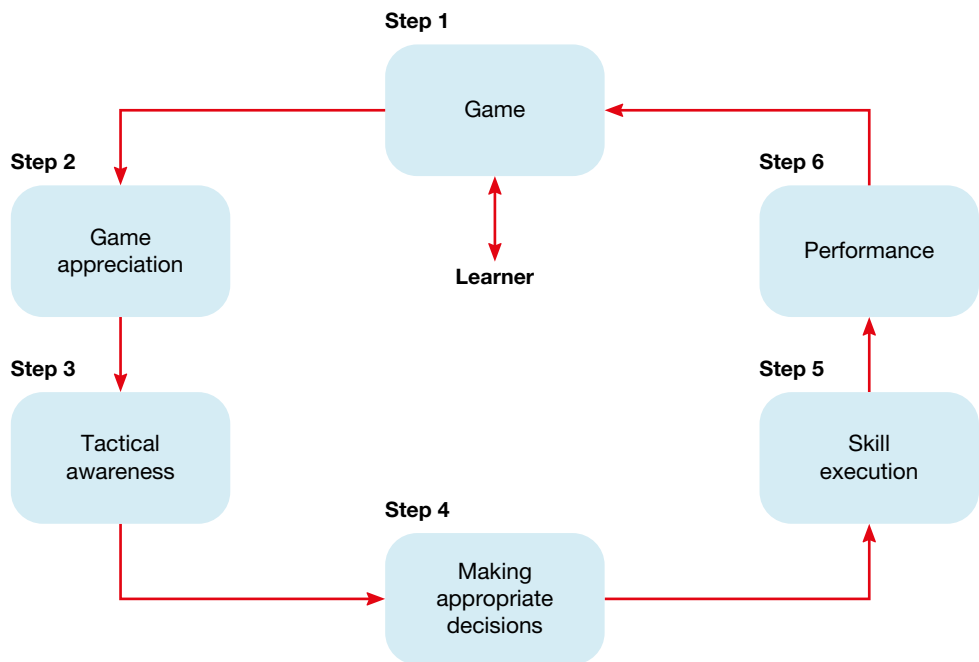 Step 1
Game
Learner
Step 2
Game
appreciation
Step 3
Tactical
awareness
Step 4
Making
appropriate
decisions
Step 5
Skill
execution
Step 6
Performance